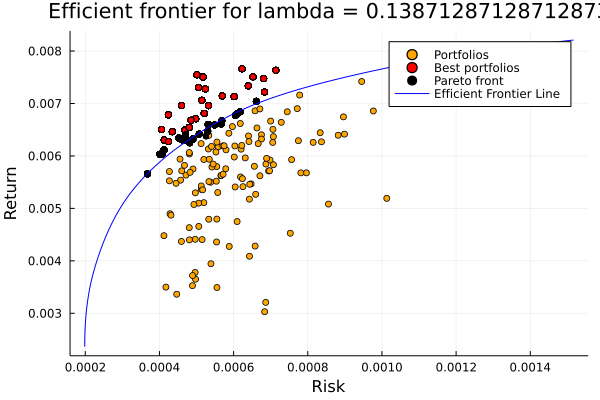 Efficient frontier for lambda = 0.1387128712871287
0.008
0.007
0.006
0.005
0.004
0.003
Return
Portfolios
Best portfolios
Pareto front
Efficient Frontier Line
0.0002 0.0004 0.0006 0.0008 0.0010 0.0012 0.0014
Risk